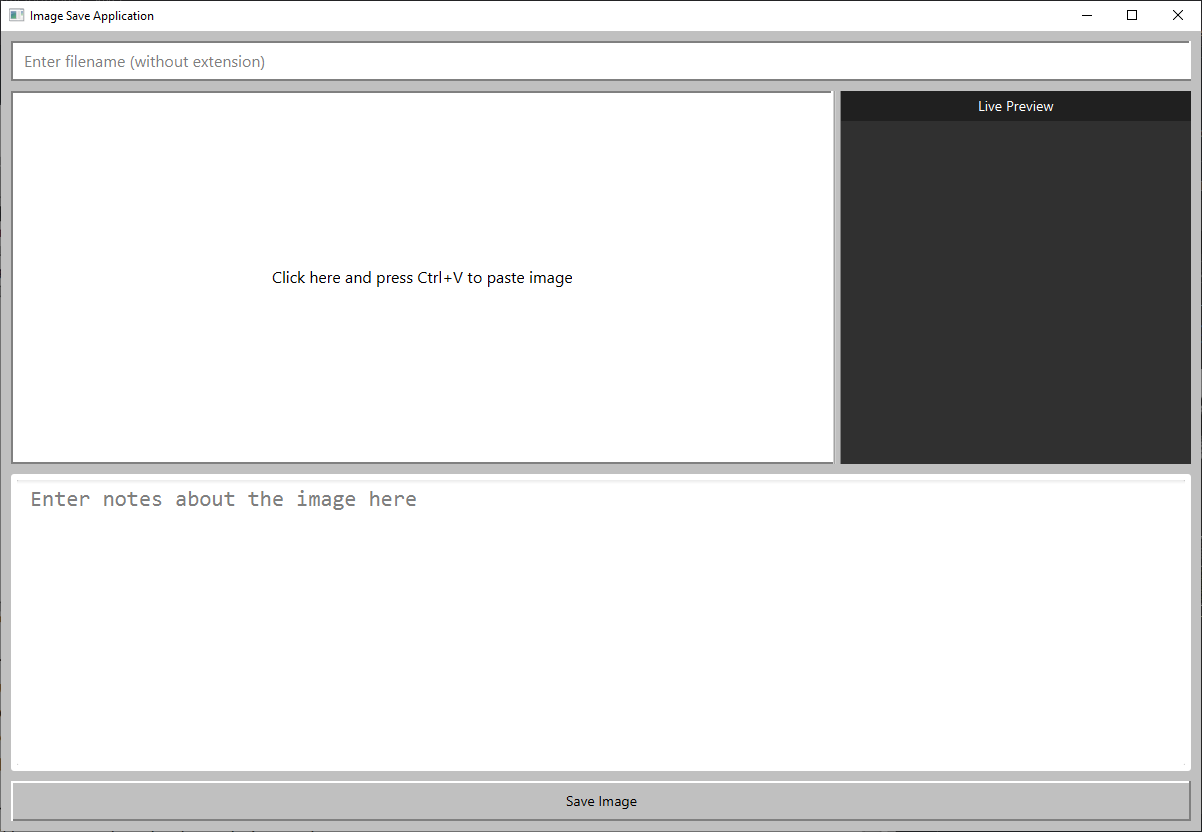 Image Save Application
Enter filename (without extension)
Live Preview
Click here and press Ctrl+V to paste image
Enter notes about the image here
Save Image